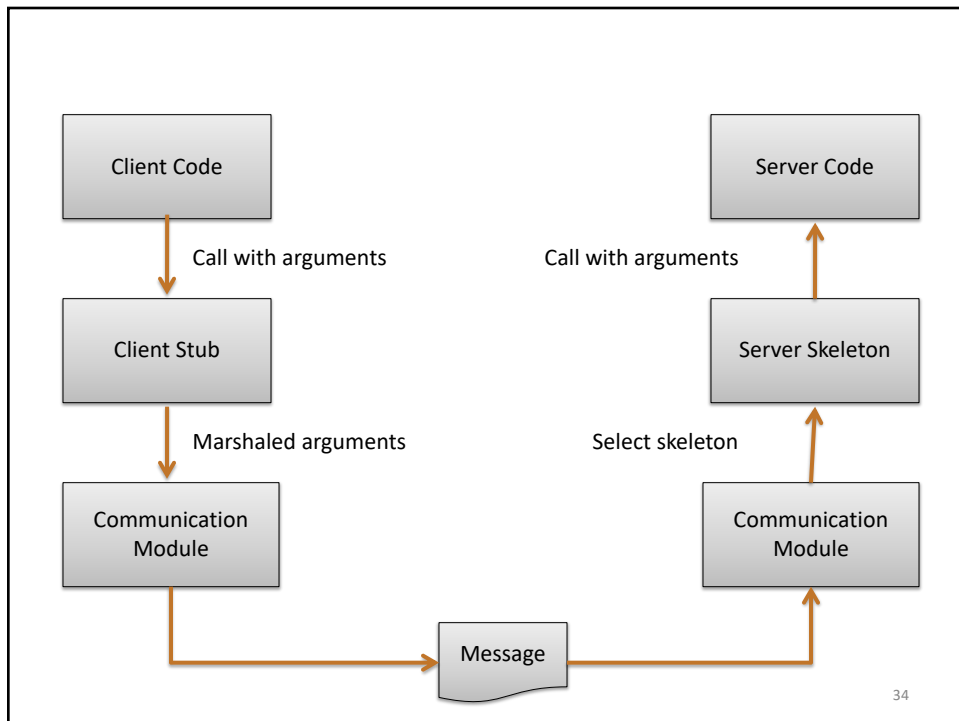 Client Code
Server Code
Call with arguments
Call with arguments
Client Stub
Server Skeleton
Marshaled arguments
Select skeleton
Communication
Module
Communication
Module
Message
34